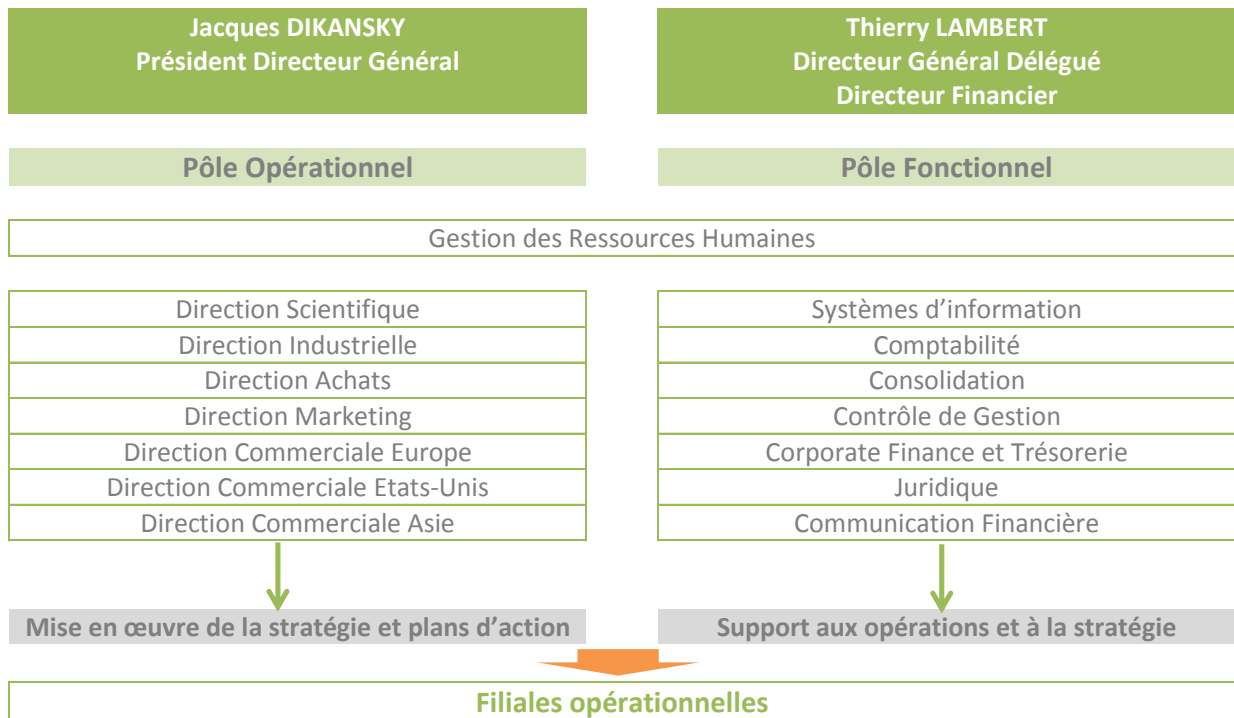 Jacques DIKANSKY
Président Directeur Général
Thierry LAMBERT
Directeur Général Délégué
Directeur Financier
Pôle Opérationnel
Pôle Fonctionnel
Gestion des Ressources Humaines
Direction Scientifique
Direction Industrielle
Direction Achats
Direction Marketing
Direction Commerciale Europe
Direction Commerciale Etats-Unis
Direction Commerciale Asie
Systèmes d’information
Comptabilité
Consolidation
Contrôle de Gestion
Corporate Finance et Trésorerie
Juridique
Communication Financière
Mise en œuvre de la stratégie et plans d’action
Support aux opérations et à la stratégie
Filiales opérationnelles